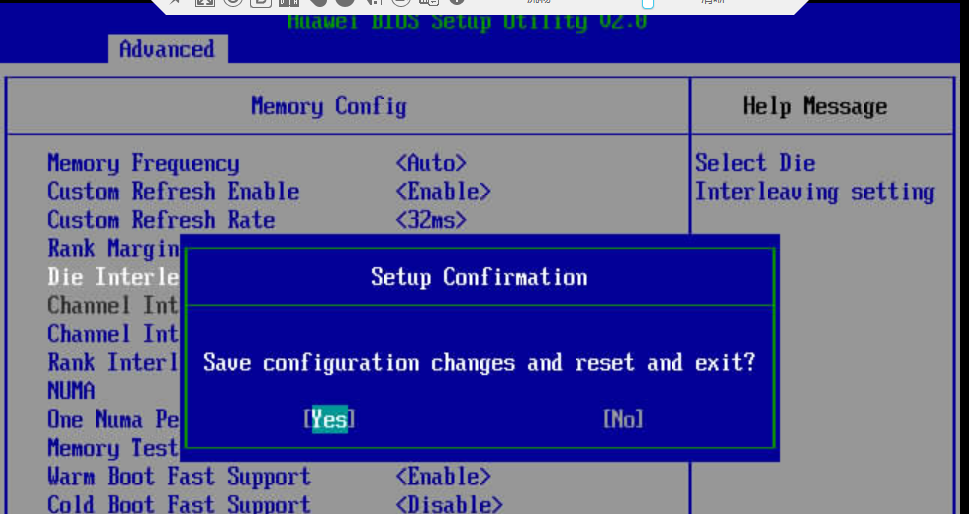 Huawei BIOS Setup Utility V2.0
Advanced
Memory Config
Help Message
Memory Frequency <Auto>
Custom Refresh Enable <Enable>
Custom Refresh Rate <32ms>
Rank Margin
Die Interle
Channel Int
Channel Int
Rank Interl
NUMA
One Numa Pe
Memory Test
Warm Boot Fast Support <Enable>
Cold Boot Fast Support <Disable>
Select Die
Interleaving setting
Setup Confirmation
Save configuration changes and reset and exit?
[Yes] [No]